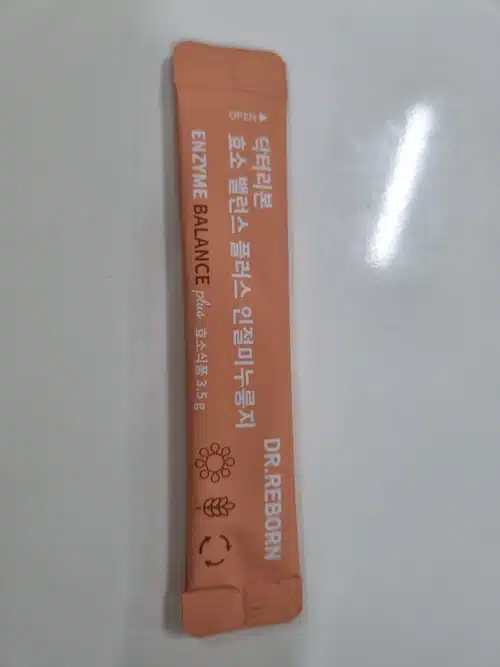 OPEN ▲
닥터리본
효소 밸런스 플러스 인절미누룽지
ENZYME BALANCE plus 효소식품 3.5 g
DR.REBORN